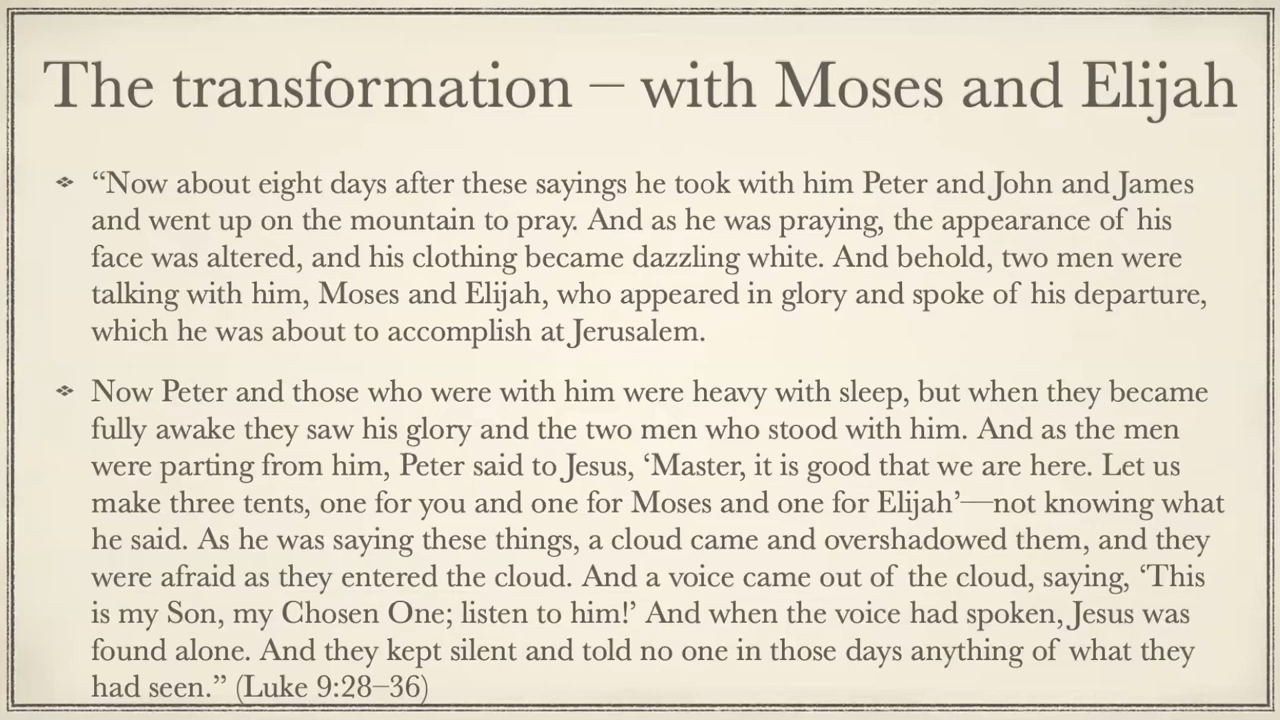 The transformation – with Moses and Elijah
“Now about eight days after these sayings he took with him Peter and John and James
and went up on the mountain to pray. And as he was praying, the appearance of his
face was altered, and his clothing became dazzling white. And behold, two men were
talking with him, Moses and Elijah, who appeared in glory and spoke of his departure,
which he was about to accomplish at Jerusalem.
Now Peter and those who were with him were heavy with sleep, but when they became
fully awake they saw his glory and the two men who stood with him. And as the men
were parting from him, Peter said to Jesus, ‘Master, it is good that we are here. Let us
make three tents, one for you and one for Moses and one for Elijah’—not knowing what
he said. As he was saying these things, a cloud came and overshadowed them, and they
were afraid as they entered the cloud. And a voice came out of the cloud, saying, ‘This
is my Son, my Chosen One; listen to him!’ And when the voice had spoken, Jesus was
found alone. And they kept silent and told no one in those days anything of what they
had seen.” (Luke 9:28–36)